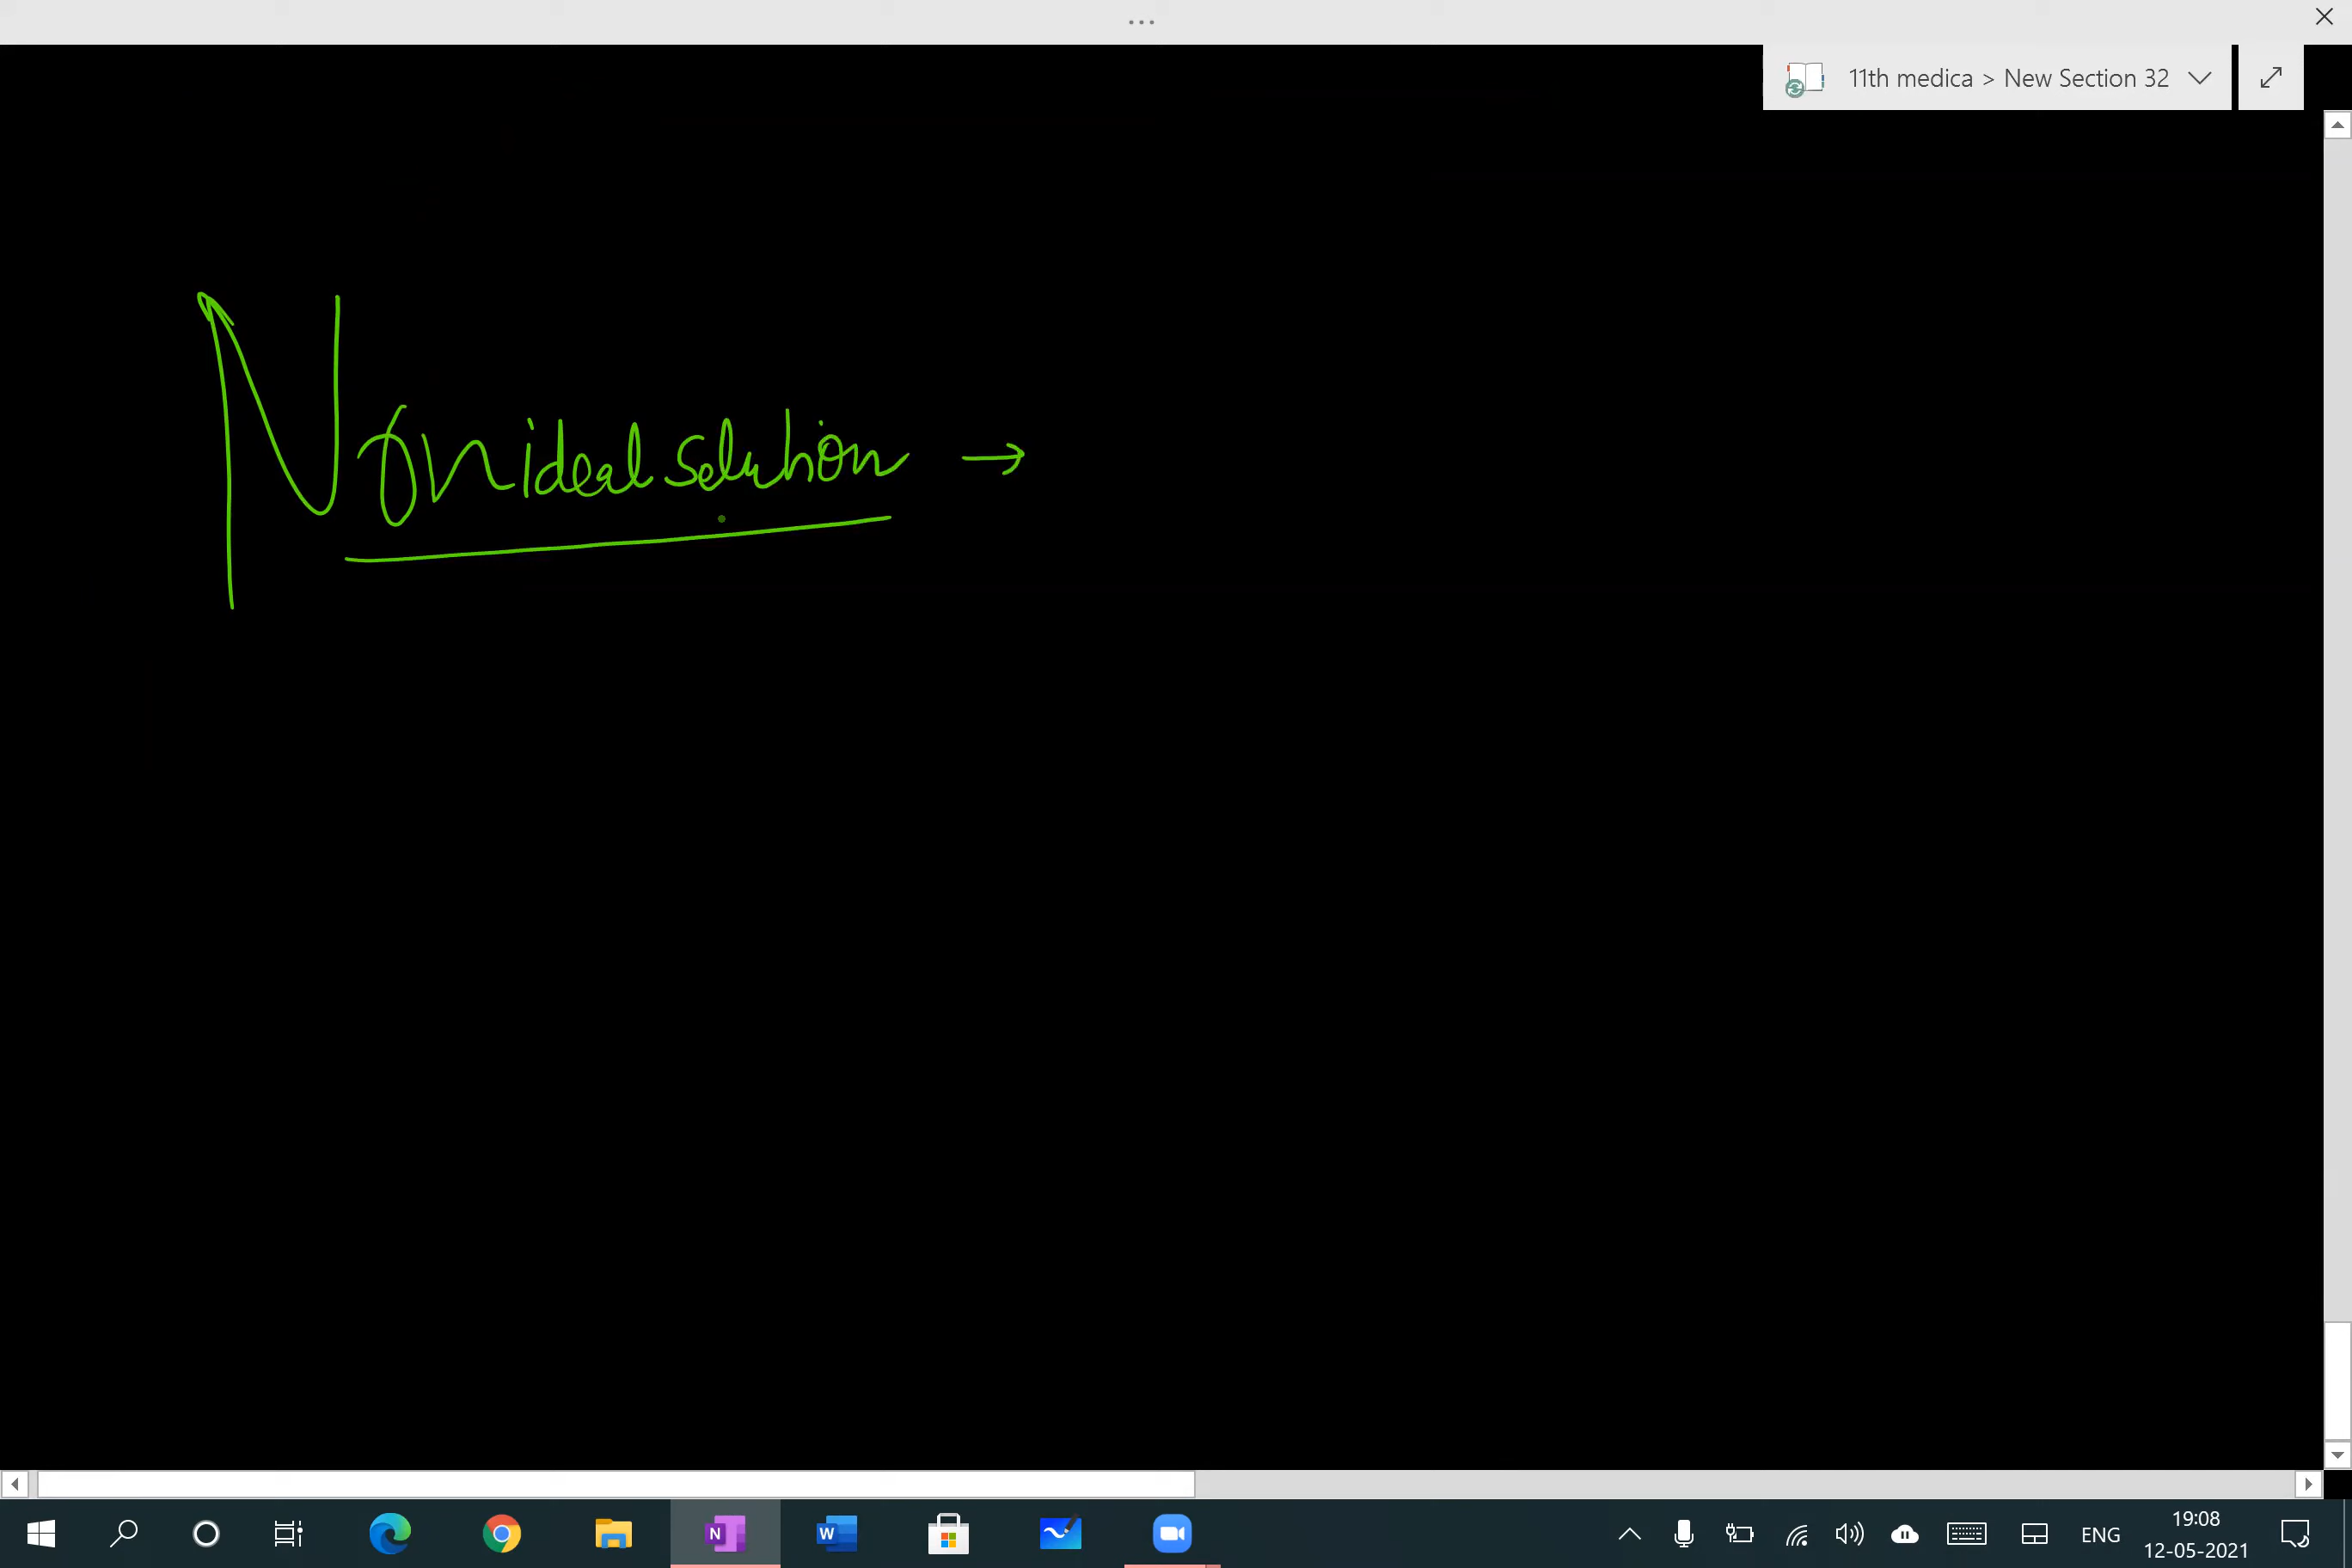 ...
11th medica > New Section 32
Non ideal solution →
N
W
ENG
19:08
12-05-2021